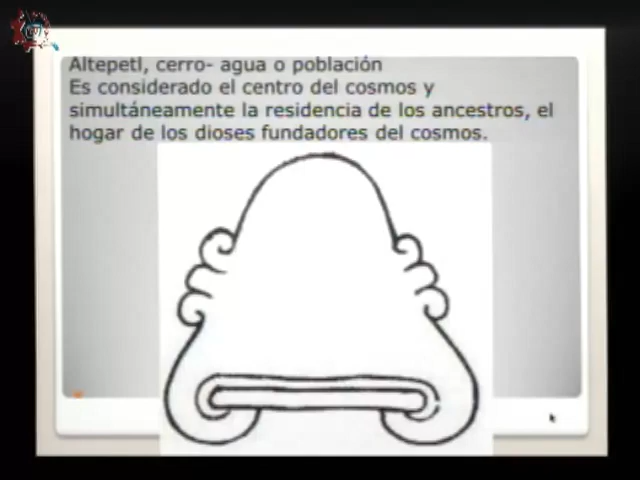 Altepetl, cerro- agua o población
Es considerado el centro del cosmos y
simultáneamente la residencia de los ancestros, el
hogar de los dioses fundadores del cosmos.